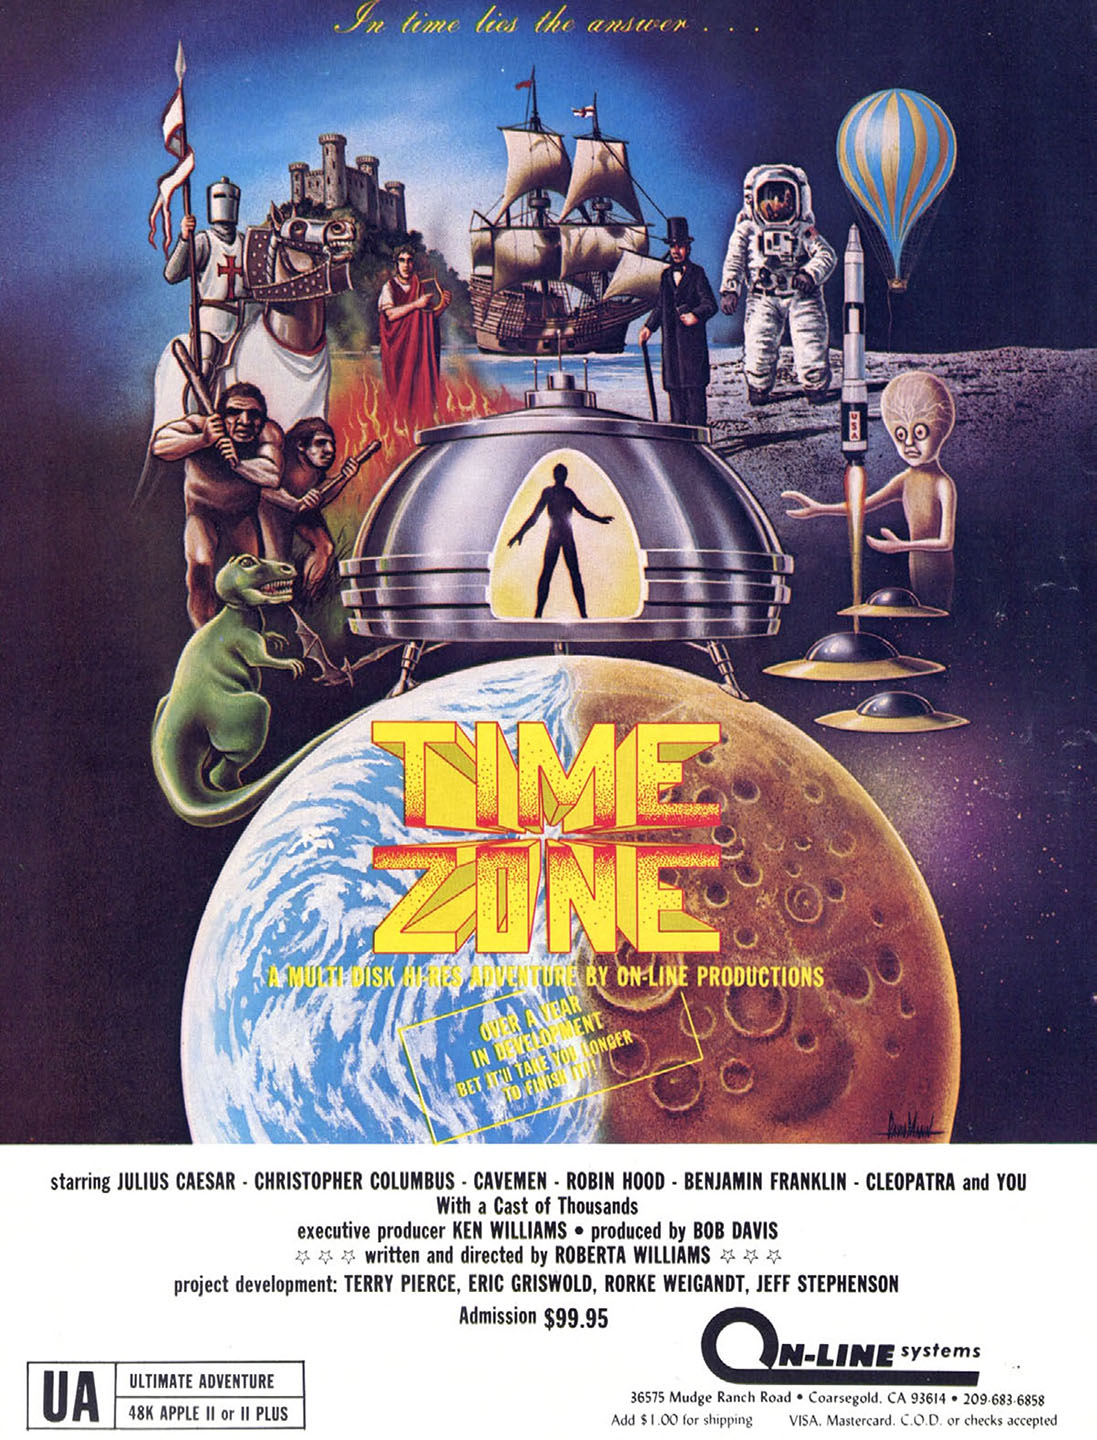 In time lies the answer . . .
USA
TIME
ZONE
A MULTI DISK HI-RES ADVENTURE BY ON-LINE PRODUCTIONS
OVER A YEAR
IN DEVELOPMENT
BET IT'LL TAKE YOU LONGER
TO FINISH IT!!
starring JULIUS CAESAR - CHRISTOPHER COLUMBUS - CAVEMEN - ROBIN HOOD - BENJAMIN FRANKLIN - CLEOPATRA and YOU
With a Cast of Thousands
executive producer KEN WILLIAMS • produced by BOB DAVIS
☆ ☆ ☆ written and directed by ROBERTA WILLIAMS ☆ ☆ ☆
project development: TERRY PIERCE, ERIC GRISWOLD, RORKE WEIGANDT, JEFF STEPHENSON
Admission $99.95
ON-LINE systems
36575 Mudge Ranch Road • Coarsegold, CA 93614 • 209-683-6858
Add $1.00 for shipping VISA, Mastercard, C.O.D. or checks accepted
UA
ULTIMATE ADVENTURE
48K APPLE II or II PLUS